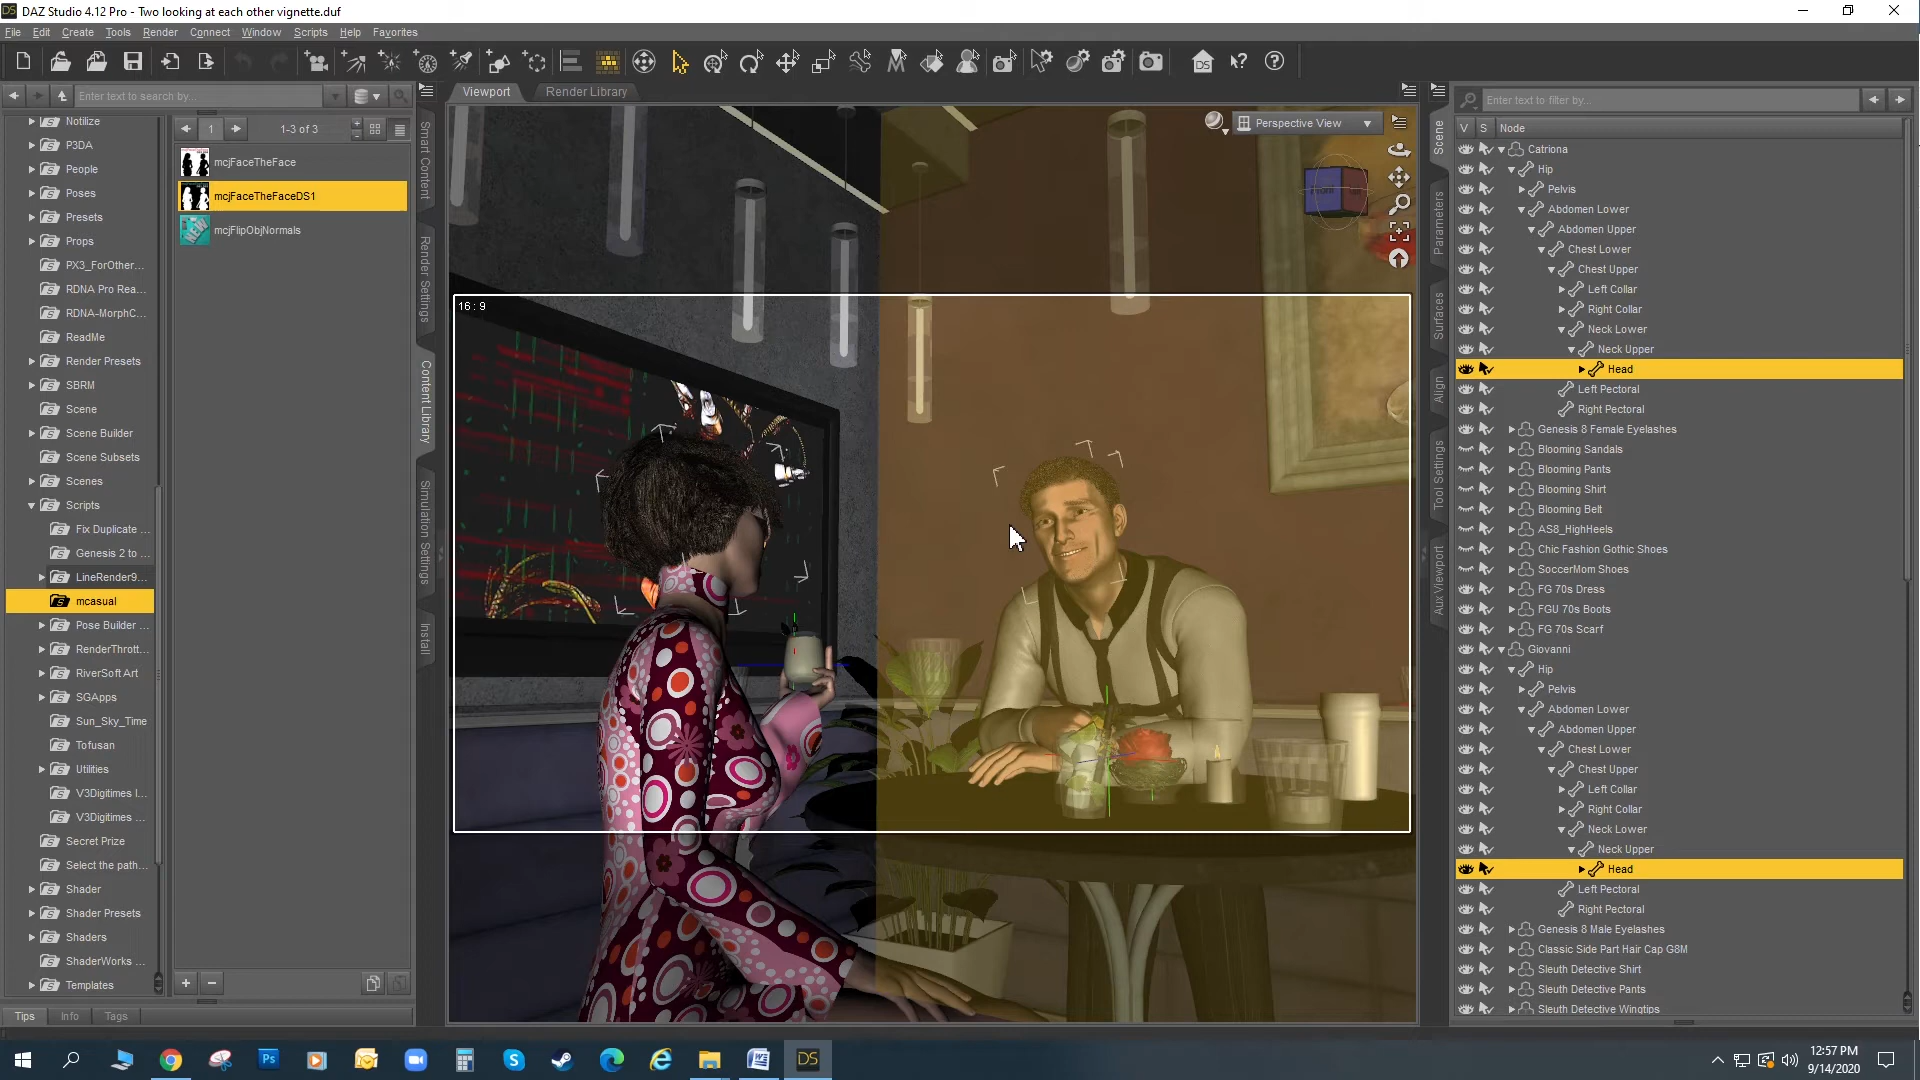 DAZ Studio 4.12 Pro - Two looking at each other vignette.duf
File Edit Create Tools Render Connect Window Scripts Help Favorites
Enter text to search by...
Notilize
P3DA
People
Poses
Presets
Props
PX3_ForOther...
RDNA Pro Rea...
RDNA-MorphC...
ReadMe
Render Presets
SBRM
Scene
Scene Builder
Scene Subsets
Scenes
Scripts
Fix Duplicate ...
Genesis 2 to ...
LineRender9...
mcasual
Pose Builder ...
RenderThrott...
RiverSoft Art
SGApps
Sun_Sky_Time
Tofusan
Utilities
V3Digitimes I...
V3Digitimes ...
Secret Prize
Select the path...
Shader
Shader Presets
Shaders
ShaderWorks ...
Templates
Tips Info Tags
1 1-3 of 3
mcjFaceTheFace
mcjFaceTheFaceDS1
mcjFlipObjNormals
Smart Content
Render Settings
Content Library
Simulation Settings
Install
Viewport Render Library
Perspective View
16 : 9
Scene
Parameters
Surfaces
Align
Tool Settings
Aux Viewport
Enter text to filter by...
V S Node
Catriona
Hip
Pelvis
Abdomen Lower
Abdomen Upper
Chest Lower
Chest Upper
Left Collar
Right Collar
Neck Lower
Neck Upper
Head
Left Pectoral
Right Pectoral
Genesis 8 Female Eyelashes
Blooming Sandals
Blooming Pants
Blooming Shirt
Blooming Belt
AS8_HighHeels
Chic Fashion Gothic Shoes
SoccerMom Shoes
FG 70s Dress
FGU 70s Boots
FG 70s Scarf
Giovanni
Hip
Pelvis
Abdomen Lower
Abdomen Upper
Chest Lower
Chest Upper
Left Collar
Right Collar
Neck Lower
Neck Upper
Head
Left Pectoral
Right Pectoral
Genesis 8 Male Eyelashes
Classic Side Part Hair Cap G8M
Sleuth Detective Shirt
Sleuth Detective Pants
Sleuth Detective Wingtips
12:57 PM
9/14/2020